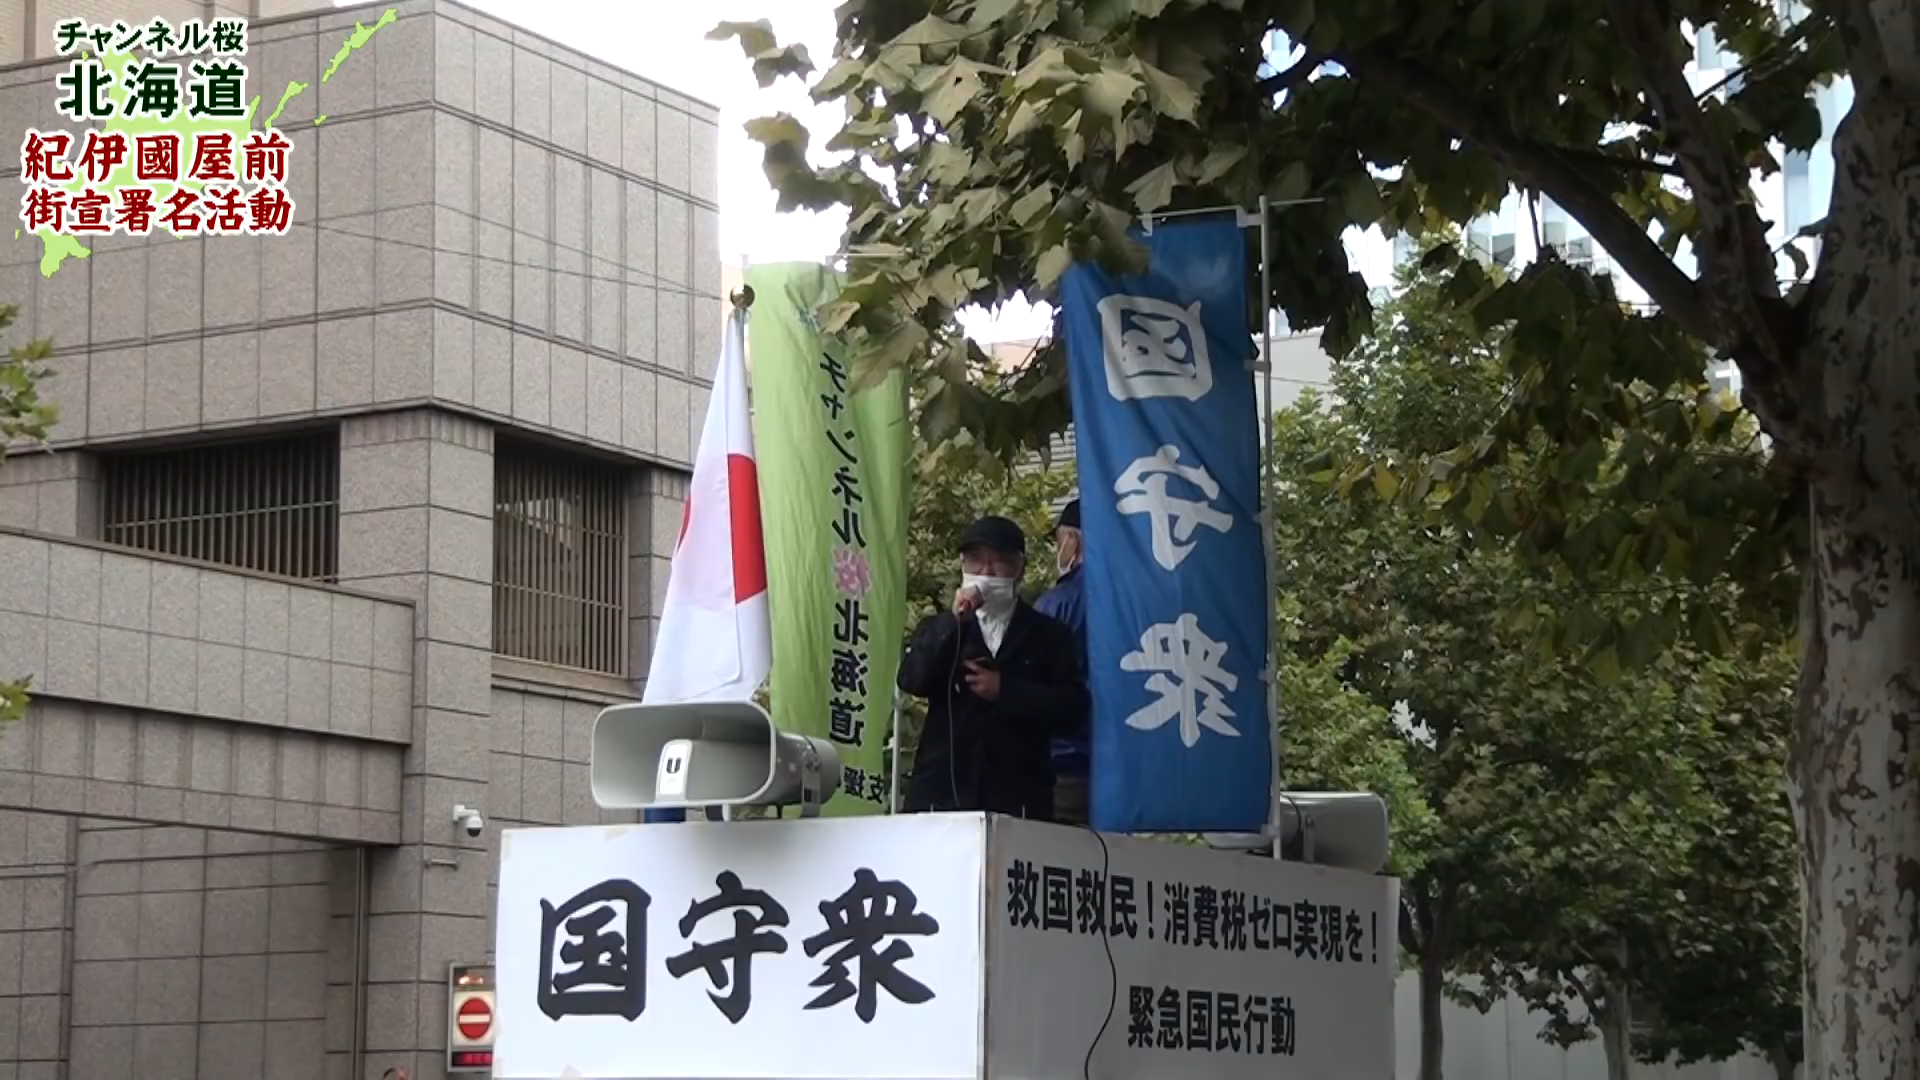 チャンネル桜
北海道
紀伊國屋前
街宣署名活動
チャンネル桜北海道
支援
国守衆
国守衆
救国救民！消費税ゼロ実現を！
緊急国民行動
U